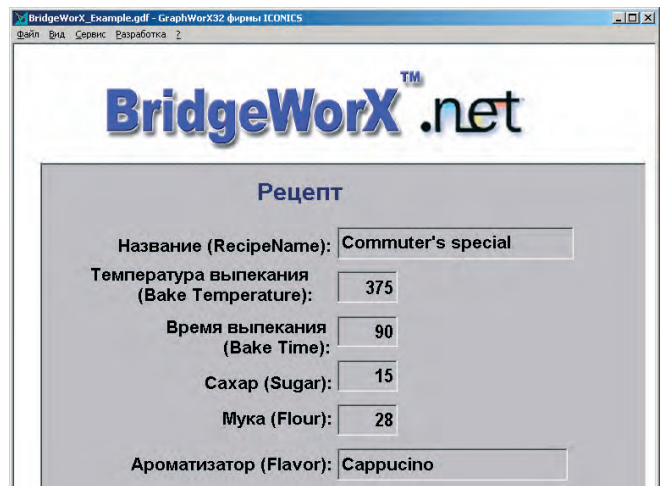 BridgeWorX_Example.gdf - GraphWorX32 фирмы ICONICS
Файл Вид Сервис Разработка ?
BridgeWorX™ .net
Рецепт
Название (RecipeName): Commuter's special
Температура выпекания
(Bake Temperature): 375
Время выпекания
(Bake Time): 90
Сахар (Sugar): 15
Мука (Flour): 28
Ароматизатор (Flavor): Cappucino